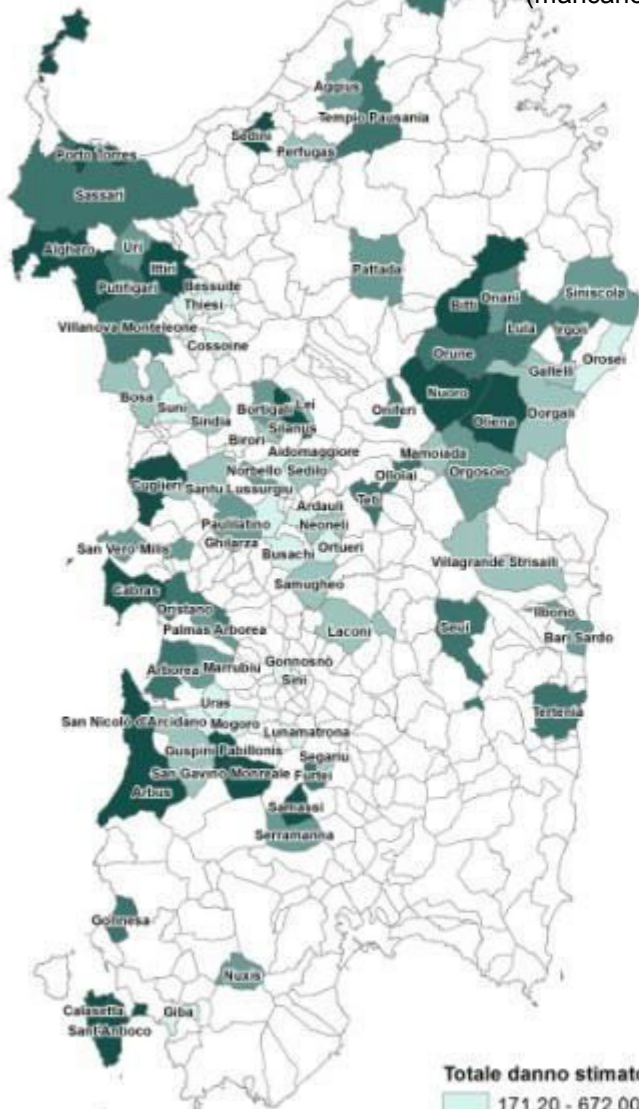 (mancano
Aggius
Tempio Pausania
Sedini
Perfugas
Porto Torres
Sassari
Alghero
Uri
Ittiri
Putifigari
Bessude
Thiesi
Villanova Monteleone
Cossoine
Pattada
Bitti
Onani
Siniscola
Lula
Irgoli
Orosei
Orune
Galtelli
Nuoro
Oliena
Dorgali
Bosa
Suni
Sindia
Bortigali
Lei
Silanus
Birori
Oniferi
Aidomaggiore
Mamoiada
Norbello
Sedilo
Ollolai
Orgosolo
Cuglieri
Santu Lussurgiu
Teti
Ardauli
Paulilatino
Neoneli
San Vero Milis
Ghilarza
Ortueri
Busachi
Villagrande Strisaili
Samugheo
Cabras
Oristano
Ilbono
Palmas Arborea
Laconi
Seui
Bari Sardo
Arborea
Marrubiu
Gonnosnò
Sini
Uras
Tertenia
San Nicolo d'Arcidano
Mogoro
Lunamatrona
Guspini
Pabillonis
Segariu
San Gavino Monreale
Furtei
Arbus
Samassi
Serramanna
Gonnesa
Nuxis
Calasetta
Giba
Sant'Antioco
Totale danno stimato
171,20 - 672,00